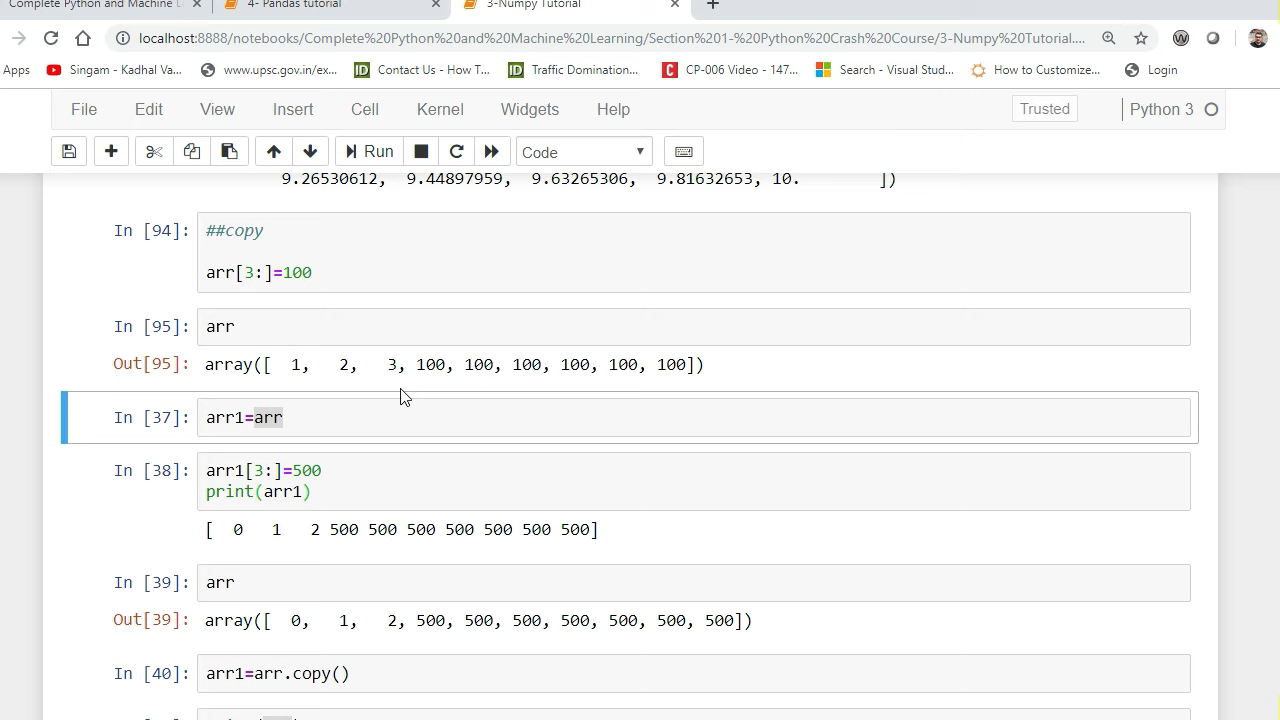 Complete Python and Machine L
4- Pandas tutorial
3-Numpy Tutorial
localhost:8888/notebooks/Complete%20Python%20and%20Machine%20Learning/Section%201-%20Python%20Crash%20Course/3-Numpy%20Tutorial....
Apps Singam - Kadhal Va... www.upsc.gov.in/ex... Contact Us - How T... Traffic Domination... CP-006 Video - 147... Search - Visual Stud... How to Customize... Login
File Edit View Insert Cell Kernel Widgets Help Trusted Python 3
Run Code
9.26530612, 9.44897959, 9.63265306, 9.81632653, 10. ])
In [94]: ##copy
arr[3:]=100
In [95]: arr
Out[95]: array([ 1, 2, 3, 100, 100, 100, 100, 100, 100])
In [37]: arr1=arr
In [38]: arr1[3:]=500
print(arr1)
[ 0 1 2 500 500 500 500 500 500 500]
In [39]: arr
Out[39]: array([ 0, 1, 2, 500, 500, 500, 500, 500, 500, 500])
In [40]: arr1=arr.copy()